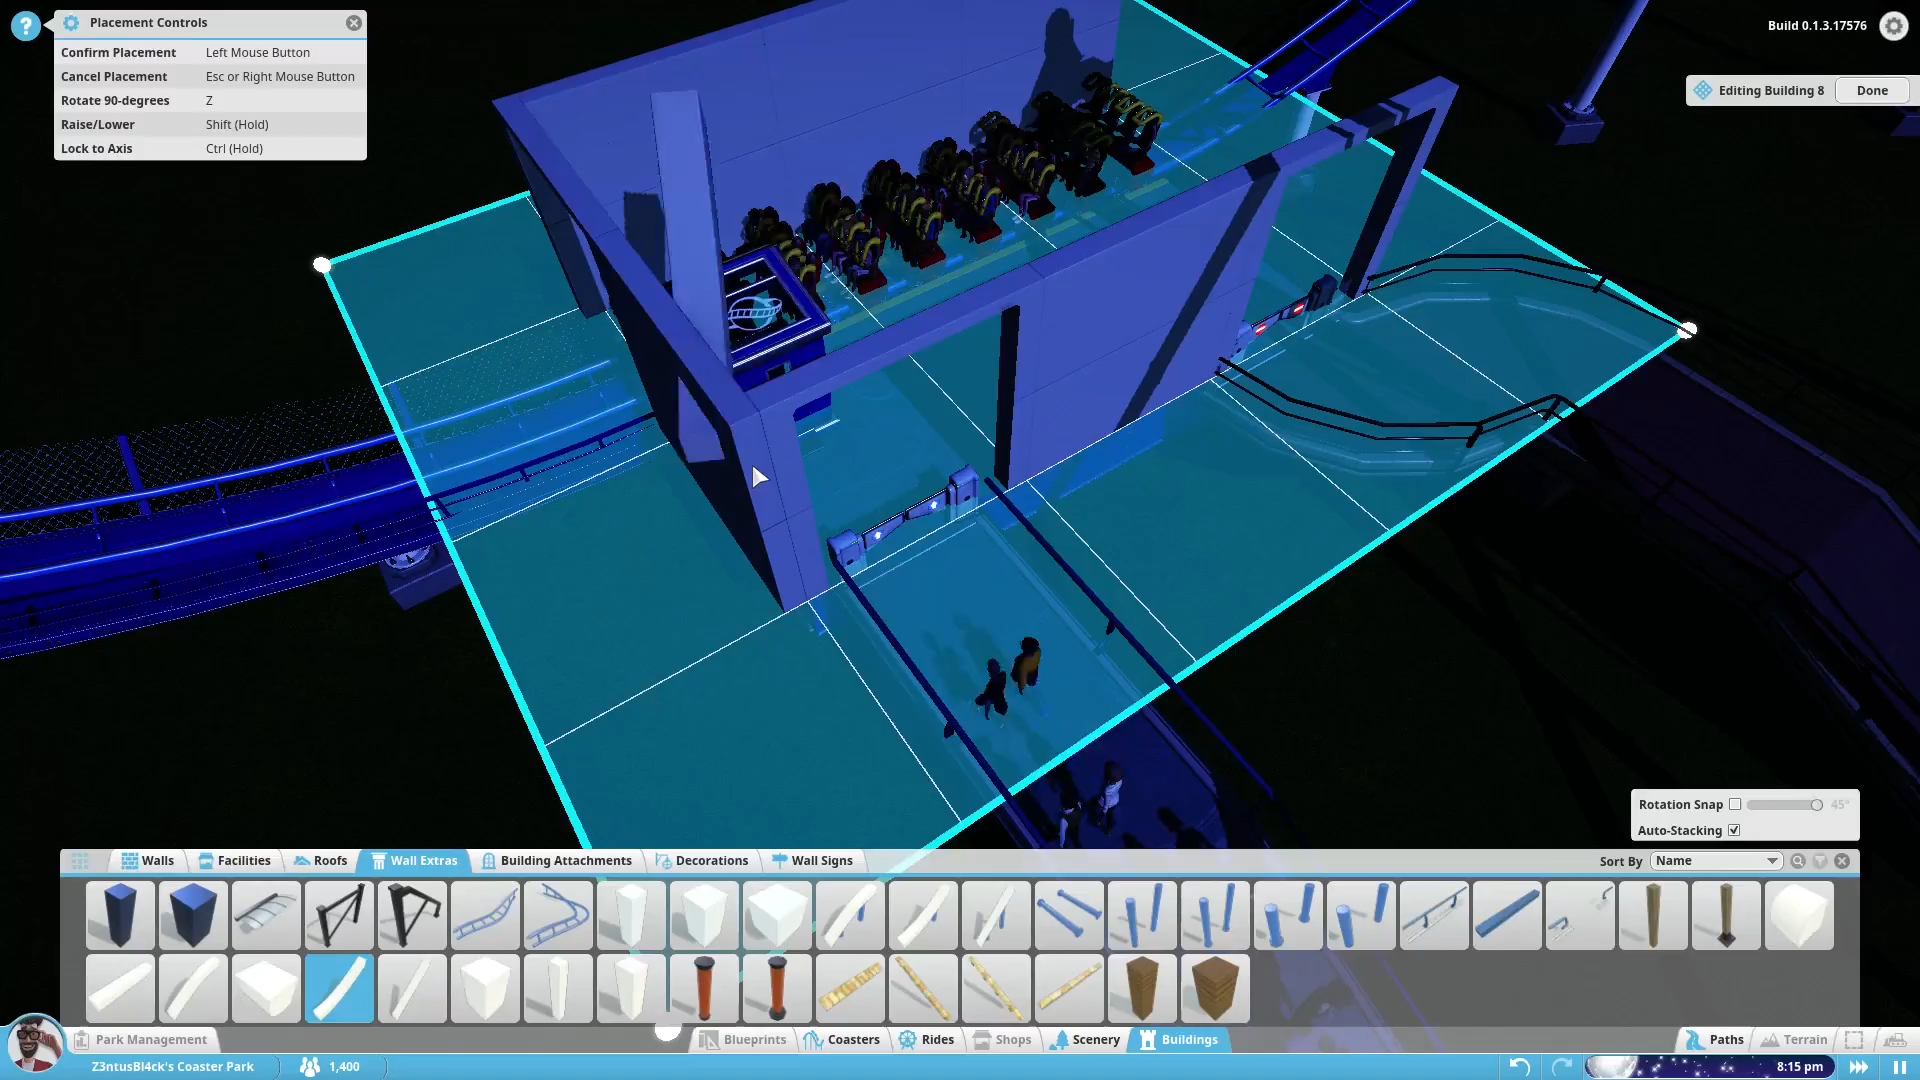 ?
Placement Controls
Confirm Placement Left Mouse Button
Cancel Placement Esc or Right Mouse Button
Rotate 90-degrees Z
Raise/Lower Shift (Hold)
Lock to Axis Ctrl (Hold)
Build 0.1.3.17576
Editing Building 8 Done
Rotation Snap 45°
Auto-Stacking
Walls Facilities Roofs Wall Extras Building Attachments Decorations Wall Signs Sort By Name
Park Management Blueprints Coasters Rides Shops Scenery Buildings Paths Terrain
Z3ntusBl4ck's Coaster Park 1,400 8:15 pm